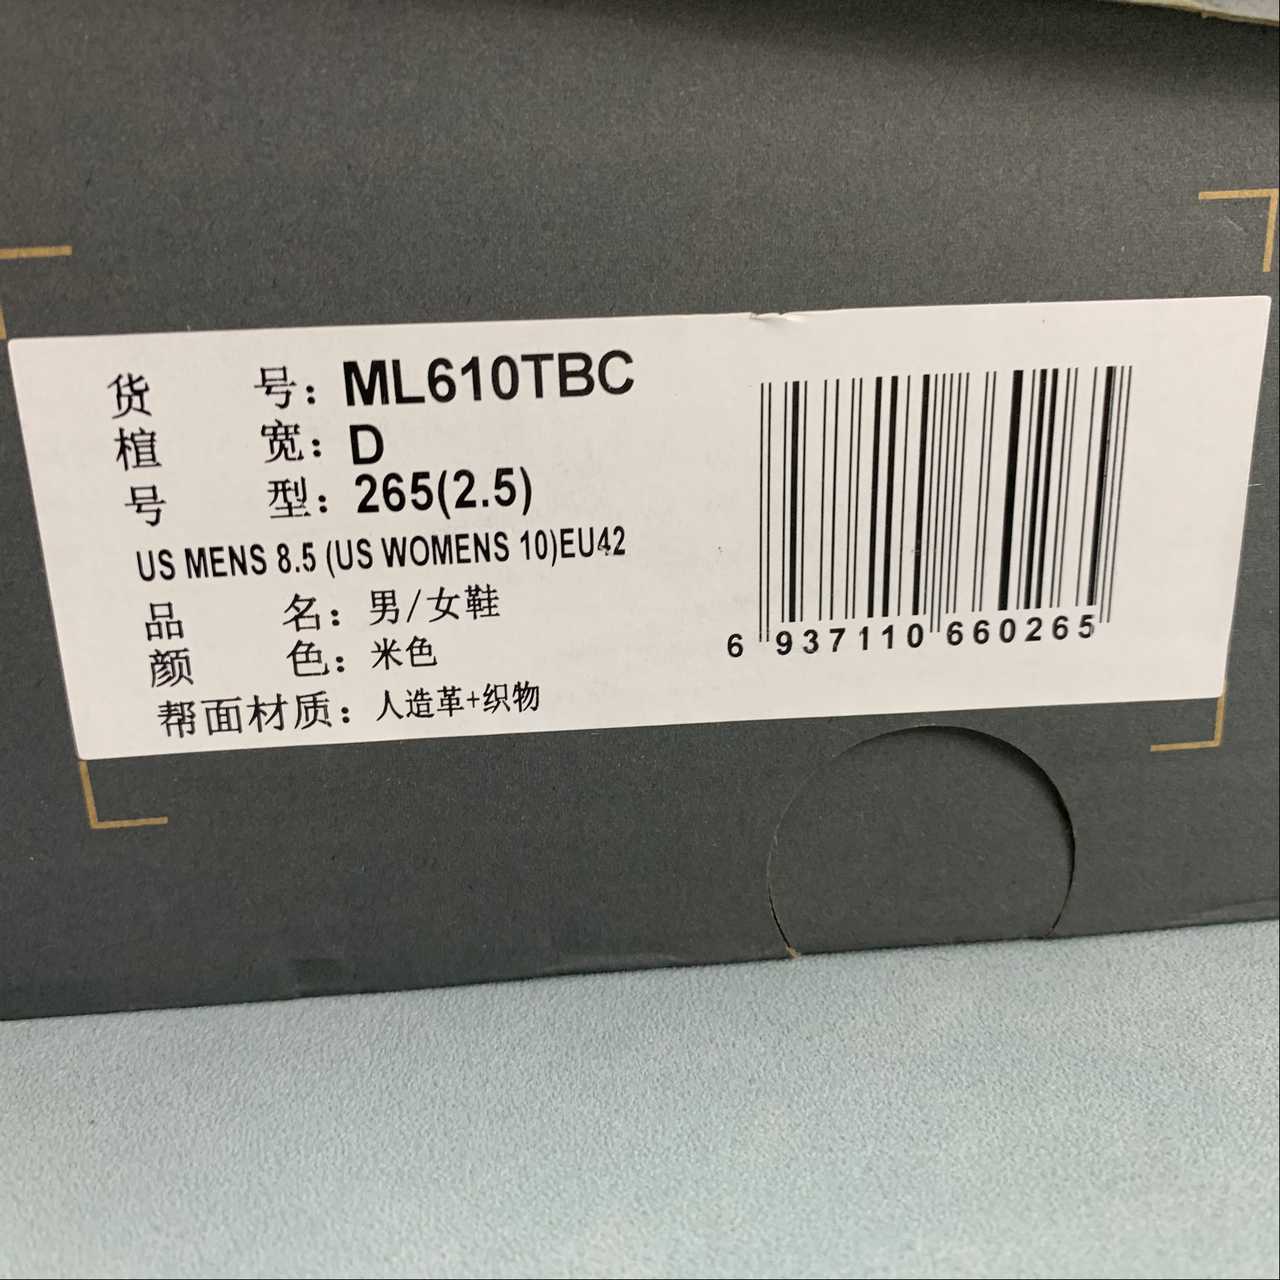 货号：ML610TBC
楦宽：D
号型：265(2.5)
US MENS 8.5 (US WOMENS 10)EU42
品名：男/女鞋
颜色：米色
帮面材质：人造革+织物
6 937110 660265